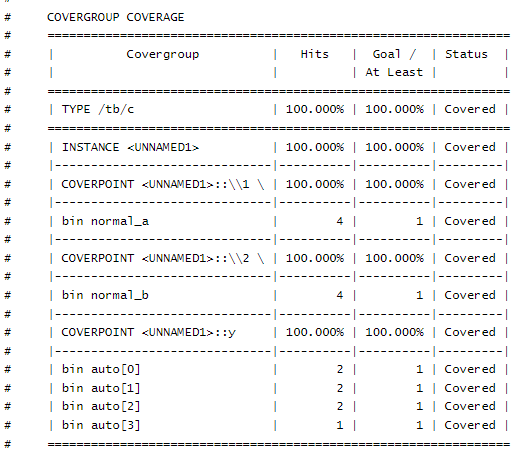 #
#     COVERGROUP COVERAGE
#     =================================================================
#     |         Covergroup           |   Hits   |  Goal /  | Status  |
#     |                              |          | At Least |         |
#     =================================================================
#     | TYPE /tb/c                   | 100.000% | 100.000% | Covered |
#     =================================================================
#     | INSTANCE <UNNAMED1>          | 100.000% | 100.000% | Covered |
#     |------------------------------|----------|----------|---------|
#     | COVERPOINT <UNNAMED1>::\\1 \ | 100.000% | 100.000% | Covered |
#     |------------------------------|----------|----------|---------|
#     | bin normal_a                 |        4 |        1 | Covered |
#     |------------------------------|----------|----------|---------|
#     | COVERPOINT <UNNAMED1>::\\2 \ | 100.000% | 100.000% | Covered |
#     |------------------------------|----------|----------|---------|
#     | bin normal_b                 |        4 |        1 | Covered |
#     |------------------------------|----------|----------|---------|
#     | COVERPOINT <UNNAMED1>::y     | 100.000% | 100.000% | Covered |
#     |------------------------------|----------|----------|---------|
#     | bin auto[0]                  |        2 |        1 | Covered |
#     | bin auto[1]                  |        2 |        1 | Covered |
#     | bin auto[2]                  |        2 |        1 | Covered |
#     | bin auto[3]                  |        1 |        1 | Covered |
#     =================================================================